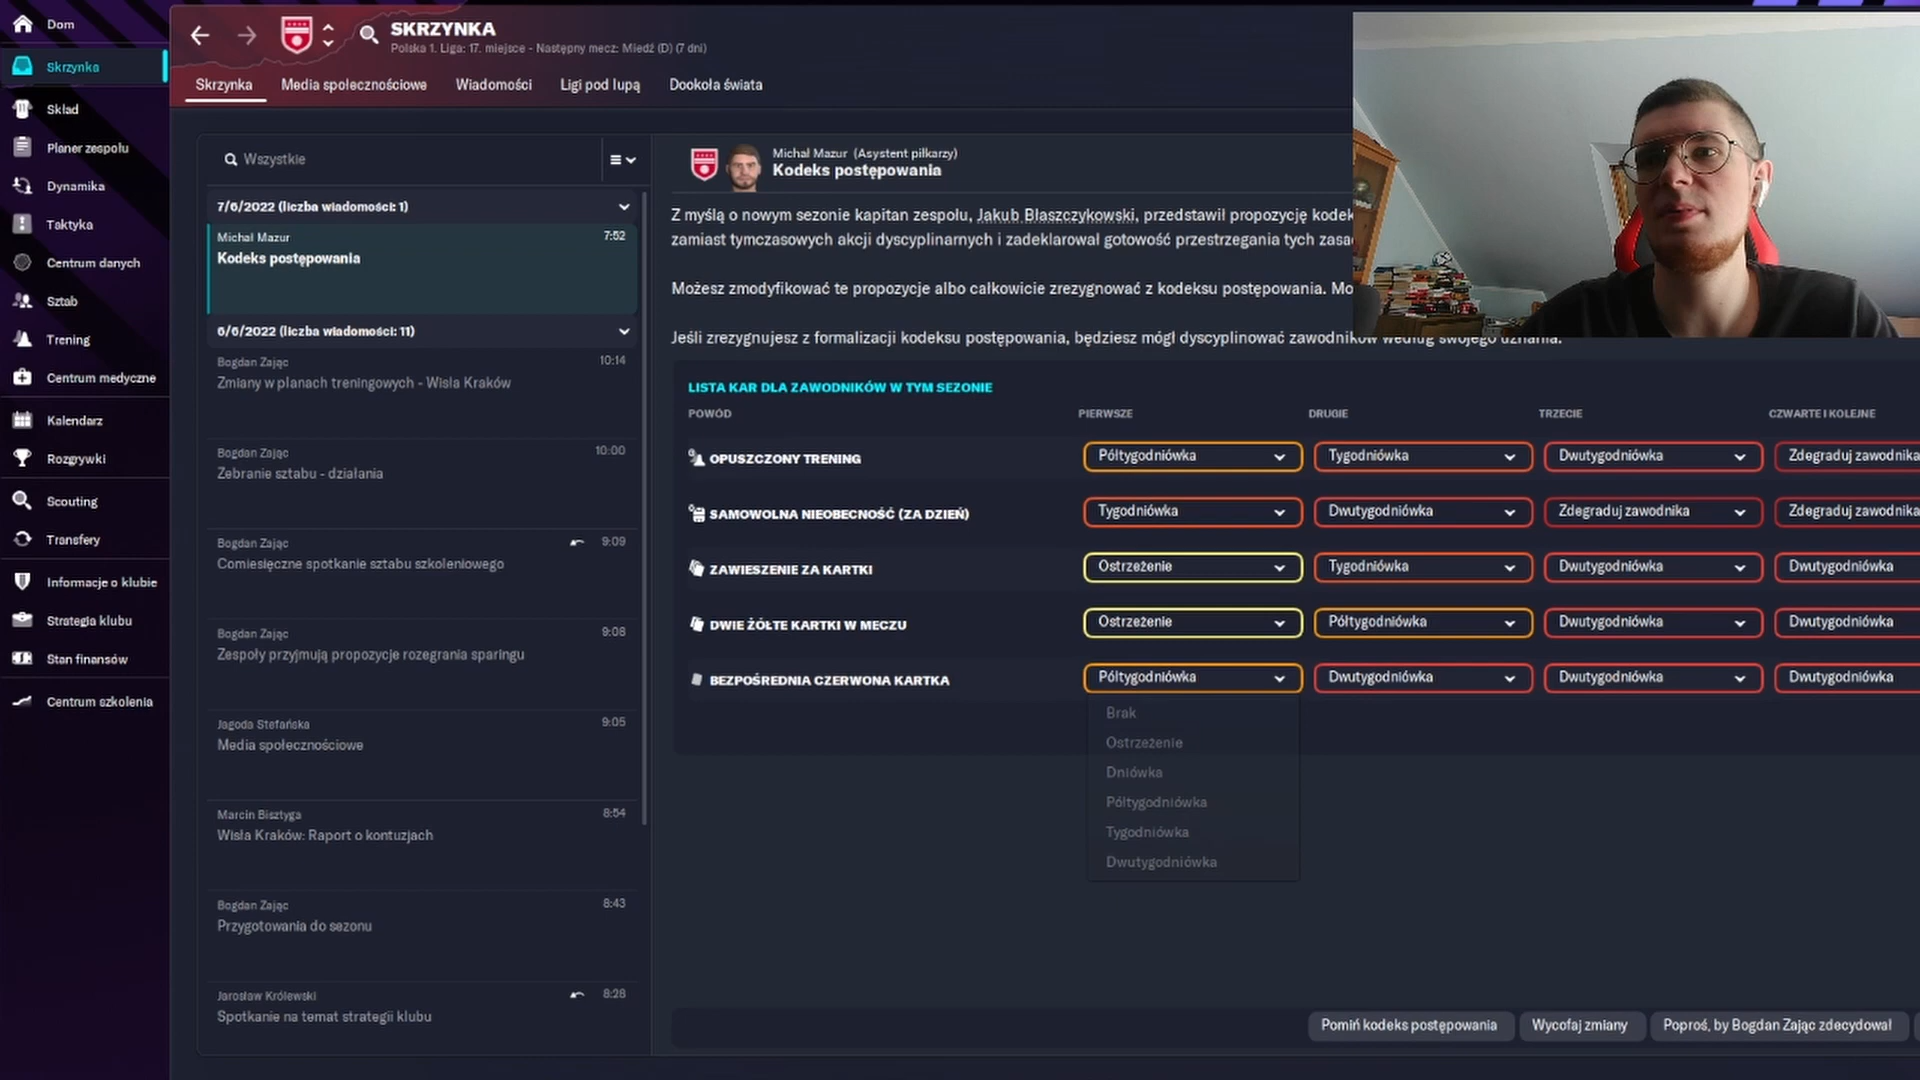 Dom
Skrzynka
Skład
Planer zespołu
Dynamika
Taktyka
Centrum danych
Sztab
Trening
Centrum medyczne
Kalendarz
Rozgrywki
Scouting
Transfery
Informacje o klubie
Strategia klubu
Stan finansów
Centrum szkolenia
SKRZYNKA
Polska 1. Liga: 17. miejsce - Następny mecz: Miedź (D) (7 dni)
Skrzynka Media społecznościowe Wiadomości Ligi pod lupą Dookoła świata
Wszystkie
7/6/2022 (liczba wiadomości: 1)
Michał Mazur 7:52
Kodeks postępowania
6/6/2022 (liczba wiadomości: 11)
Bogdan Zając 10:14
Zmiany w planach treningowych - Wisła Kraków
Bogdan Zając 10:00
Zebranie sztabu - działania
Bogdan Zając 9:09
Comiesięczne spotkanie sztabu szkoleniowego
Bogdan Zając 9:08
Zespoły przyjmują propozycje rozegrania sparingu
Jagoda Stefańska 9:05
Media społecznościowe
Marcin Bisztyga 8:54
Wisła Kraków: Raport o kontuzjach
Bogdan Zając 8:43
Przygotowania do sezonu
Jarosław Królewski 8:28
Spotkanie na temat strategii klubu
Michał Mazur (Asystent piłkarzy)
Kodeks postępowania
Z myślą o nowym sezonie kapitan zespołu, Jakub Błaszczykowski, przedstawił propozycję kodek
zamiast tymczasowych akcji dyscyplinarnych i zadeklarował gotowość przestrzegania tych zasa
Możesz zmodyfikować te propozycje albo całkowicie zrezygnować z kodeksu postępowania. Mo
Jeśli zrezygnujesz z formalizacji kodeksu postępowania, będziesz mógł dyscyplinować zawodników według swojego uznania.
LISTA KAR DLA ZAWODNIKÓW W TYM SEZONIE
POWÓD PIERWSZE DRUGIE TRZECIE CZWARTE I KOLEJNE
OPUSZCZONY TRENING Półtygodniówka Tygodniówka Dwutygodniówka Zdegraduj zawodnika
SAMOWOLNA NIEOBECNOŚĆ (ZA DZIEŃ) Tygodniówka Dwutygodniówka Zdegraduj zawodnika Zdegraduj zawodnika
ZAWIESZENIE ZA KARTKI Ostrzeżenie Tygodniówka Dwutygodniówka Dwutygodniówka
DWIE ŻÓŁTE KARTKI W MECZU Ostrzeżenie Półtygodniówka Dwutygodniówka Dwutygodniówka
BEZPOŚREDNIA CZERWONA KARTKA Półtygodniówka Dwutygodniówka Dwutygodniówka Dwutygodniówka
Brak
Ostrzeżenie
Dniówka
Półtygodniówka
Tygodniówka
Dwutygodniówka
Pomiń kodeks postępowania Wycofaj zmiany Poproś, by Bogdan Zając zdecydował